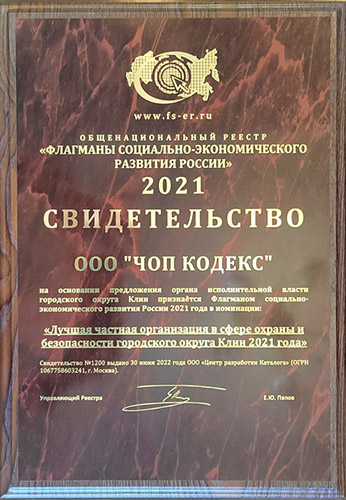 www.fs-er.ru
ОБЩЕНАЦИОНАЛЬНЫЙ РЕЕСТР
«ФЛАГМАНЫ СОЦИАЛЬНО-ЭКОНОМИЧЕСКОГО
РАЗВИТИЯ РОССИИ»
2021
СВИДЕТЕЛЬСТВО
ООО "ЧОП КОДЕКС"
на основании предложения органа исполнительной власти
городского округа Клин признаётся Флагманом социально-
экономического развития России 2021 года в номинации:
«Лучшая частная организация в сфере охраны и
безопасности городского округа Клин 2021 года»
Свидетельство №1200 выдано 30 июня 2022 года ООО «Центр разработки Каталога» (ОГРН
1067758603241, г. Москва).
Управляющий Реестра Е.Ю. Папов